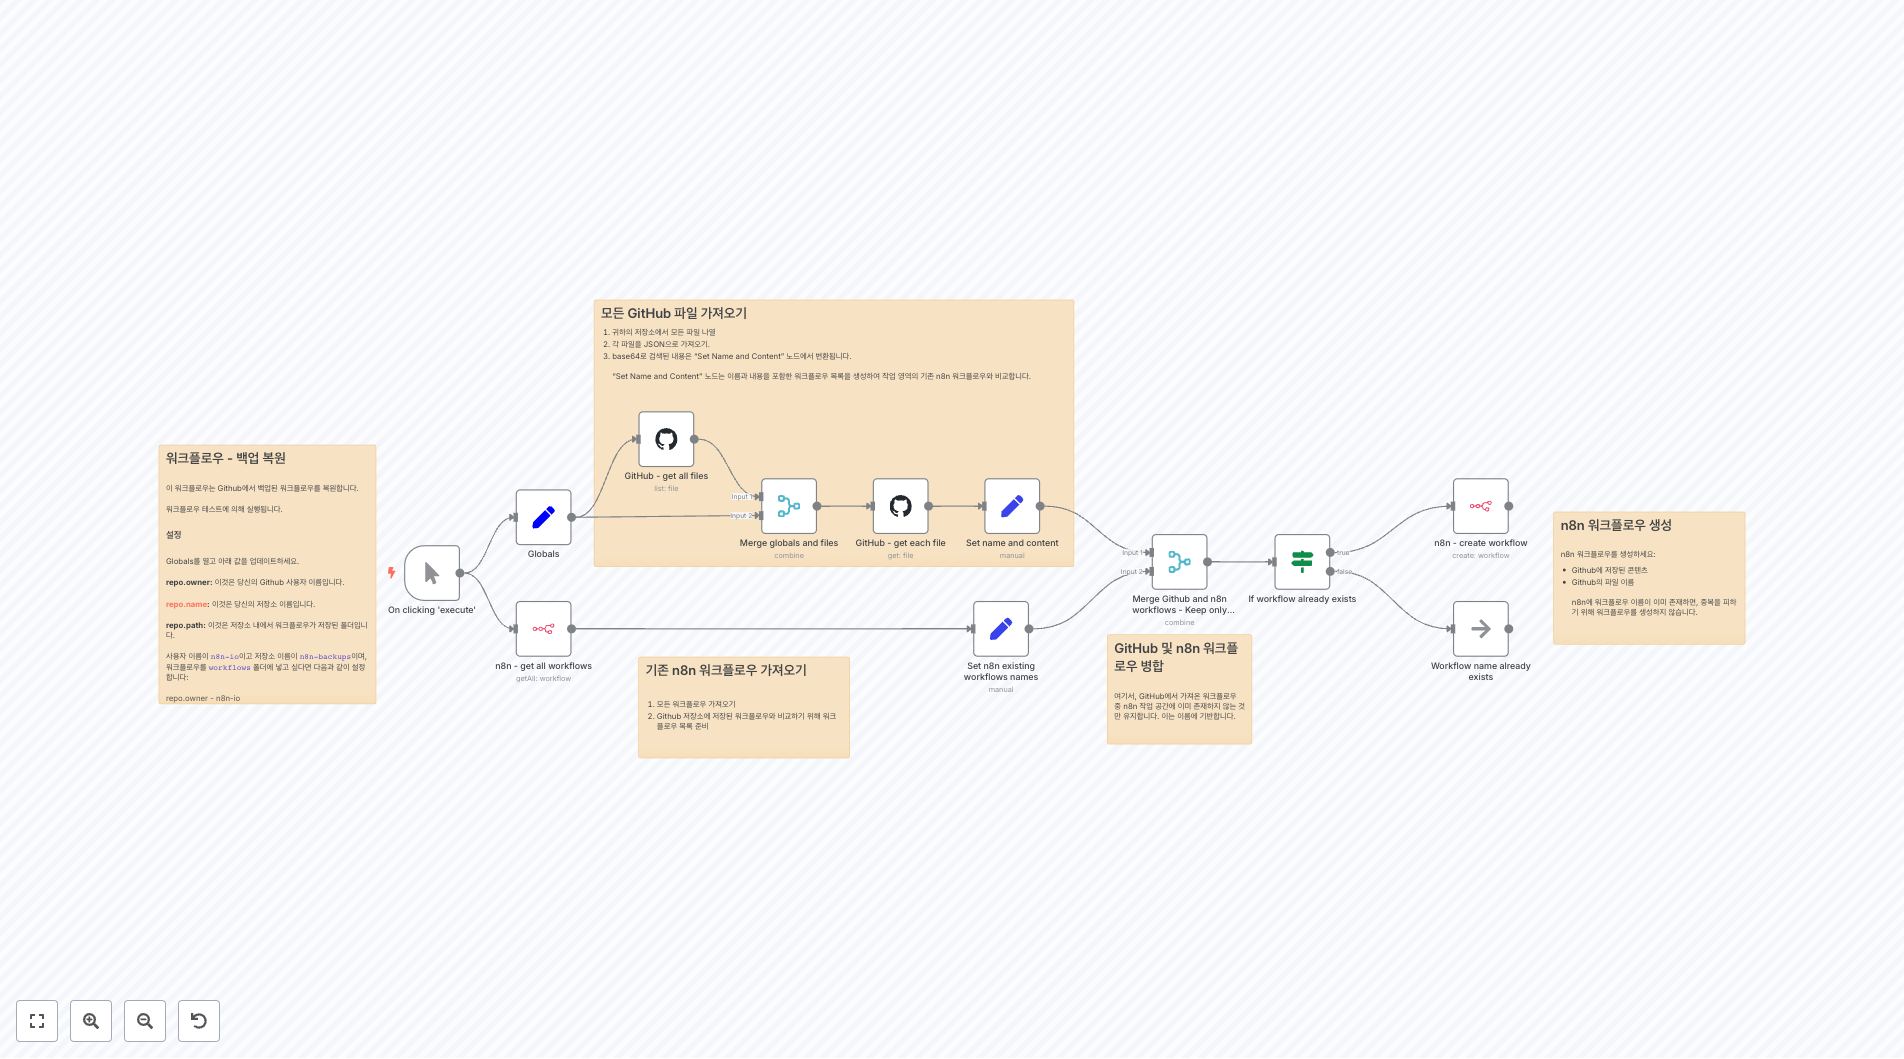 모든 GitHub 파일 가져오기
1. 귀하의 저장소에서 모든 파일 나열
2. 각 파일을 JSON으로 가져오기.
3. base64로 검색된 내용은 “Set Name and Content” 노드에서 변환됩니다.
“Set Name and Content” 노드는 이름과 내용을 포함한 워크플로우 목록을 생성하여 작업 영역의 기존 n8n 워크플로우와 비교합니다.
GitHub - get all files
list: file
Input 1
Input 2
Merge globals and files
combine
GitHub - get each file
get: file
Set name and content
manual
워크플로우 - 백업 복원
이 워크플로우는 Github에서 백업된 워크플로우를 복원합니다.
워크플로우 테스트에 의해 실행됩니다.
설정
Globals를 열고 아래 값을 업데이트하세요.
repo.owner: 이것은 당신의 Github 사용자 이름입니다.
repo.name: 이것은 당신의 저장소 이름입니다.
repo.path: 이것은 저장소 내에서 워크플로우가 저장된 폴더입니
다.
사용자 이름이 n8n-io이고 저장소 이름이 n8n-backups이며,
워크플로우를 workflows 폴더에 넣고 싶다면 다음과 같이 설정
합니다:
repo.owner - n8n-io
On clicking 'execute'
Globals
n8n - get all workflows
getAll: workflow
기존 n8n 워크플로우 가져오기
1. 모든 워크플로우 가져오기
2. Github 저장소에 저장된 워크플로우와 비교하기 위해 워크
플로우 목록 준비
Set n8n existing
workflows names
manual
Input 1
Input 2
Merge Github and n8n
workflows - Keep only...
combine
GitHub 및 n8n 워크플
로우 병합
여기서, GitHub에서 가져온 워크플로우
중 n8n 작업 공간에 이미 존재하지 않는 것
만 유지합니다. 이는 이름에 기반합니다.
If workflow already exists
true
false
n8n - create workflow
create: workflow
Workflow name already
exists
n8n 워크플로우 생성
n8n 워크플로우를 생성하세요:
• Github에 저장된 콘텐츠
• Github의 파일 이름
n8n에 워크플로우 이름이 이미 존재하면, 중복을 피하
기 위해 워크플로우를 생성하지 않습니다.